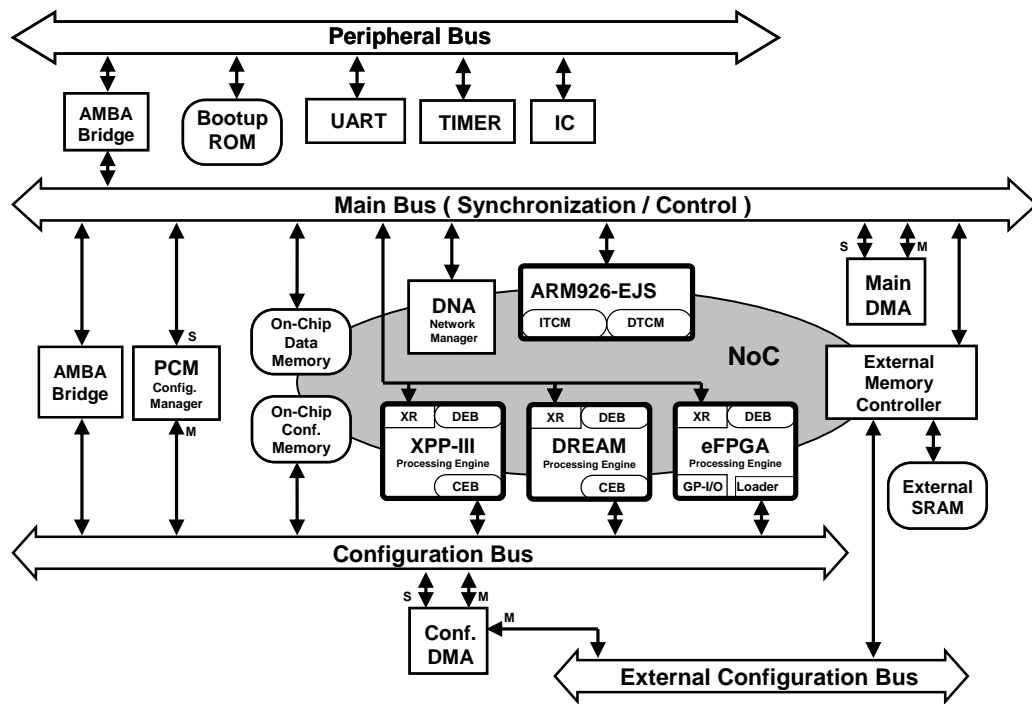 Peripheral Bus
AMBA
Bridge
Bootup
ROM
UART
TIMER
IC
Main Bus ( Synchronization / Control )
S
M
Main
DMA
DNA
Network
Manager
ARM926-EJS
ITCM
DTCM
On-Chip
Data
Memory
S
AMBA
Bridge
PCM
Config.
Manager
M
NoC
External
Memory
Controller
On-Chip
Conf.
Memory
XR
DEB
XPP-III
Processing Engine
CEB
XR
DEB
DREAM
Processing Engine
CEB
XR
DEB
eFPGA
Processing Engine
GP-I/O
Loader
External
SRAM
Configuration Bus
S
M
Conf.
DMA
M
External Configuration Bus